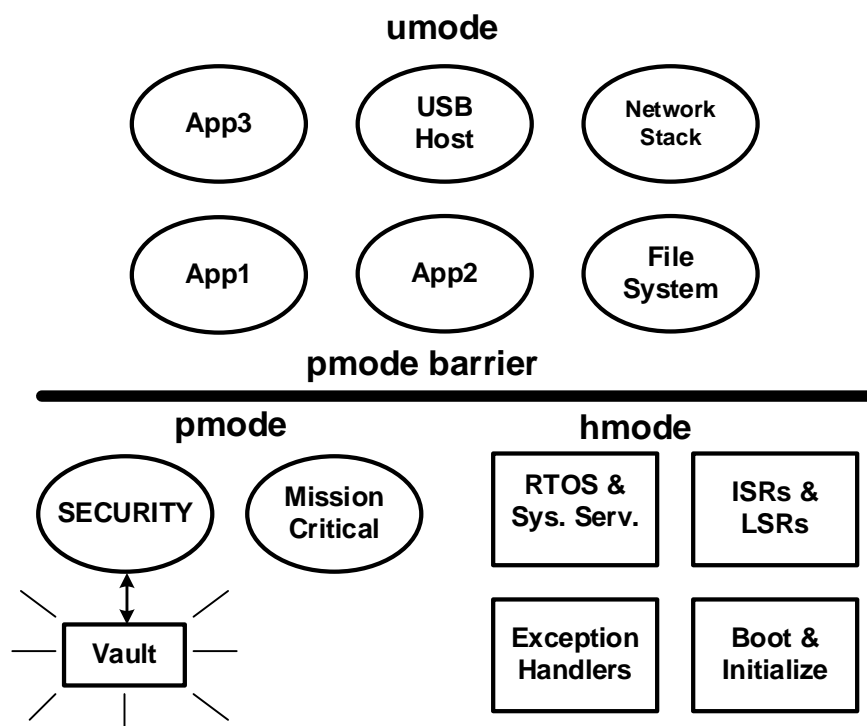 umode
App3
USB
Host
Network
Stack
App1
App2
File
System
pmode barrier
pmode
hmode
SECURITY
Mission
Critical
RTOS &
Sys. Serv.
ISRs &
LSRs
Vault
Exception
Handlers
Boot &
Initialize